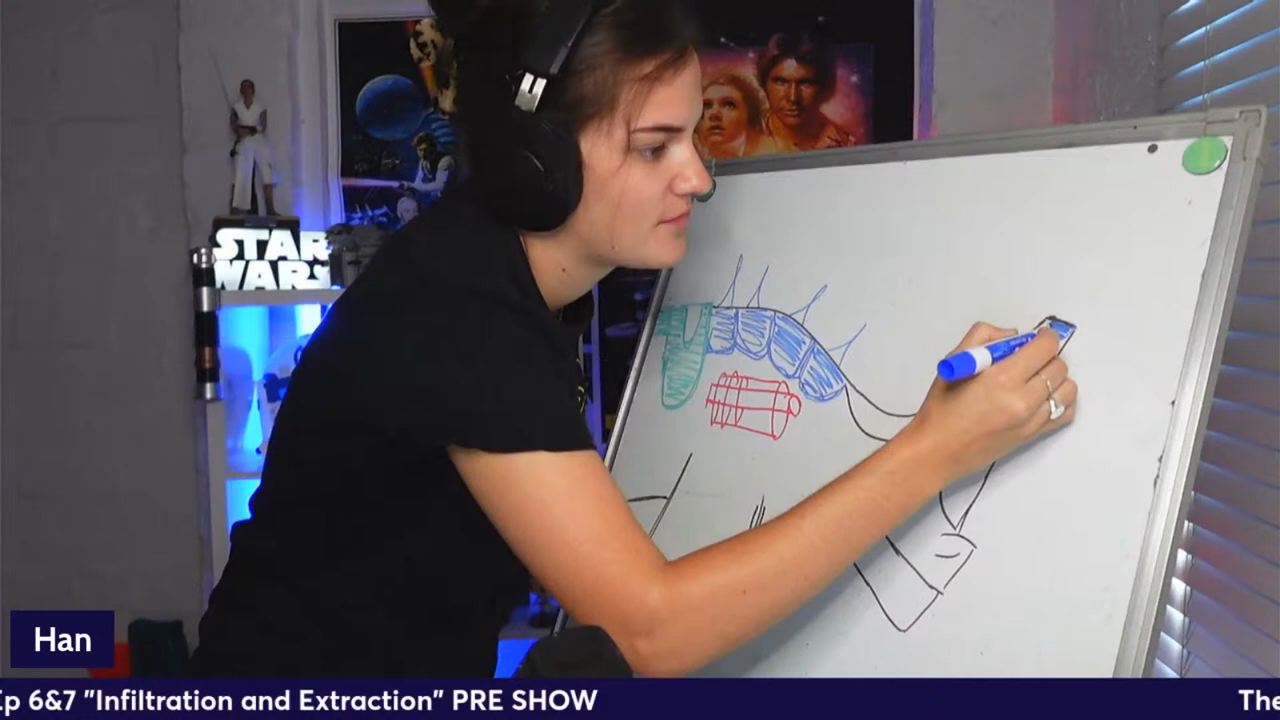 STAR
WARS
Han
Ep 6&7 "Infiltration and Extraction" PRE SHOW
The